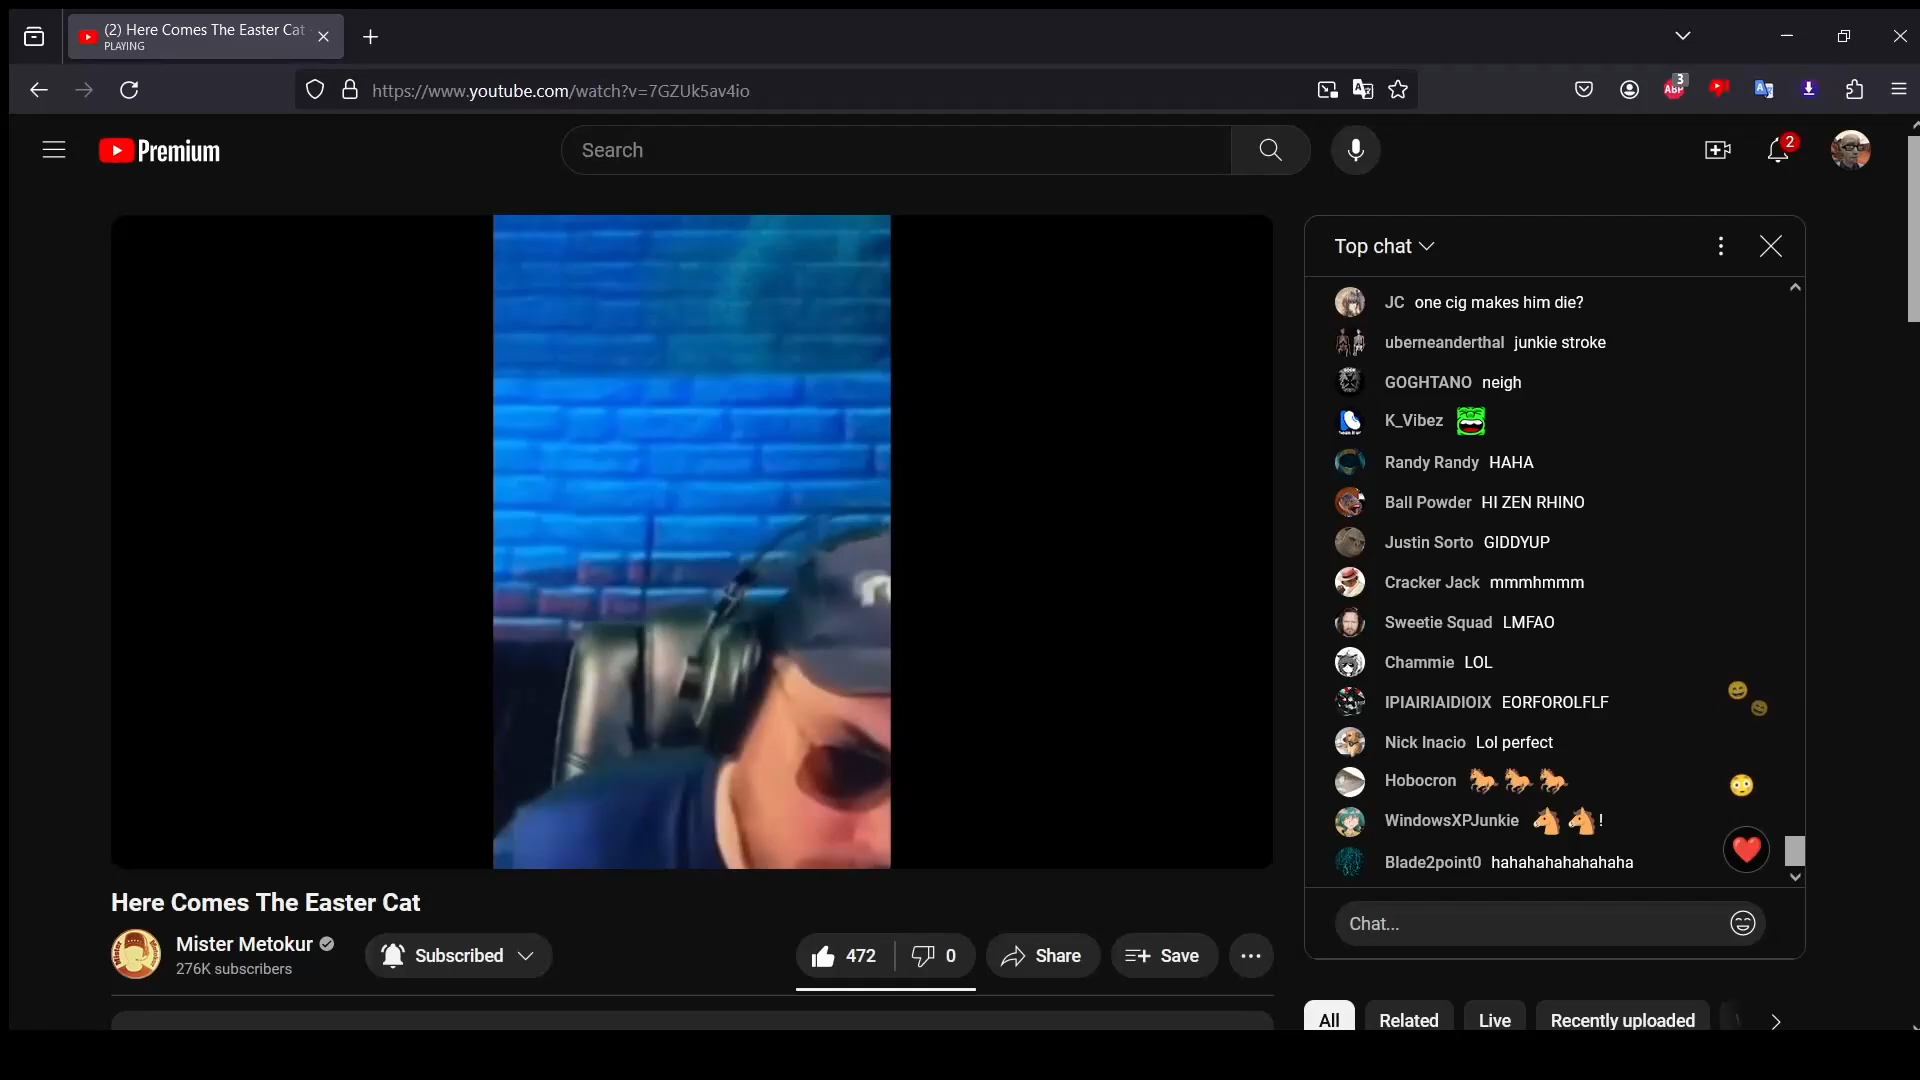 (2) Here Comes The Easter Cat
PLAYING
https://www.youtube.com/watch?v=7GZUk5av4io
3
ABP
Premium
Search
2
Top chat
JC one cig makes him die?
uberneanderthal junkie stroke
GOGHTANO neigh
K_Vibez
Randy Randy HAHA
Ball Powder HI ZEN RHINO
Justin Sorto GIDDYUP
Cracker Jack mmmhmmm
Sweetie Squad LMFAO
Chammie LOL
IPIAIRIAIDIOIX EORFOROLFLF
Nick Inacio Lol perfect
Hobocron 🐎🐎🐎
WindowsXPJunkie 🐴🐴!
Blade2point0 hahahahahahahaha
Chat...
Here Comes The Easter Cat
Mister Metokur
276K subscribers
Subscribed
472
0
Share
Save
All
Related
Live
Recently uploaded